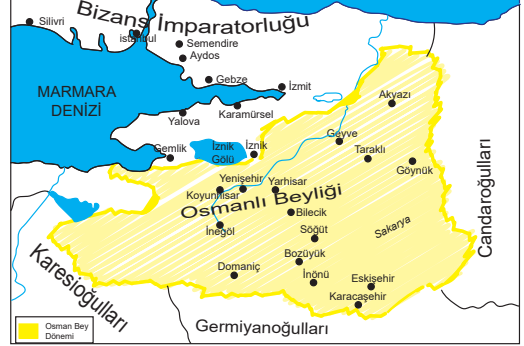 Bizans İmparatorluğu
Silivri
istanbul
Semendire
Aydos
Gebze
İzmit
MARMARA
DENİZİ
Akyazı
Karamürsel
Yalova
Geyve
Gemlik
İznik
Gölü
İznik
Taraklı
Göynük
Candaroğulları
Yenişehir
Yarhisar
Koyunhisar
Osmanlı Beyliği
Bilecik
İnegöl
Söğüt
Sakarya
Karesioğulları
Domaniç
Bozüyük
İnönü
Eskişehir
Karacaşehir
Germiyanoğulları
Osman Bey
Dönemi